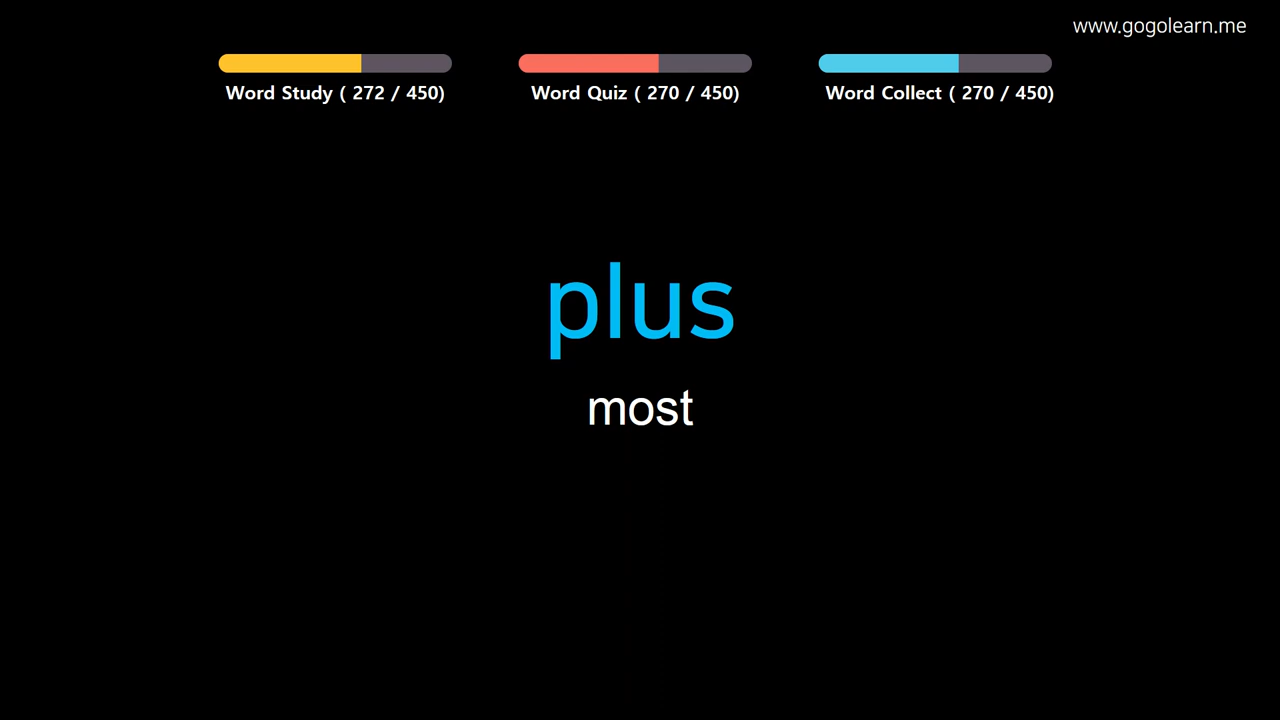 www.gogolearn.me
Word Study ( 272 / 450)
Word Quiz ( 270 / 450)
Word Collect ( 270 / 450)
plus
most